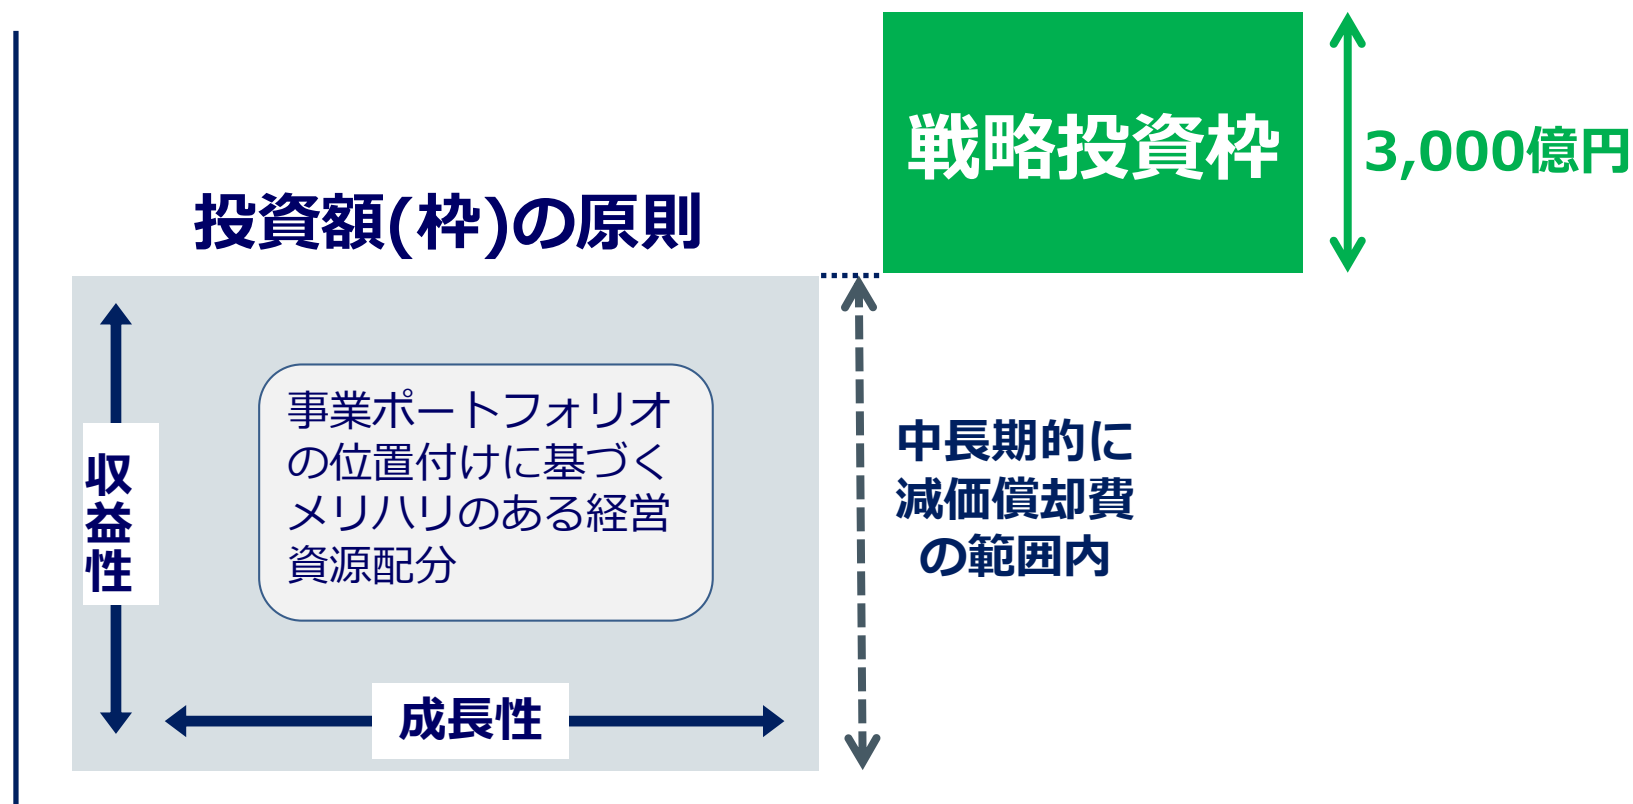 戦略投資枠
3,000億円
投資額(枠)の原則
事業ポートフォリオ
の位置付けに基づく
メリハリのある経営
資源配分
収益性
成長性
中長期的に
減価償却費
の範囲内